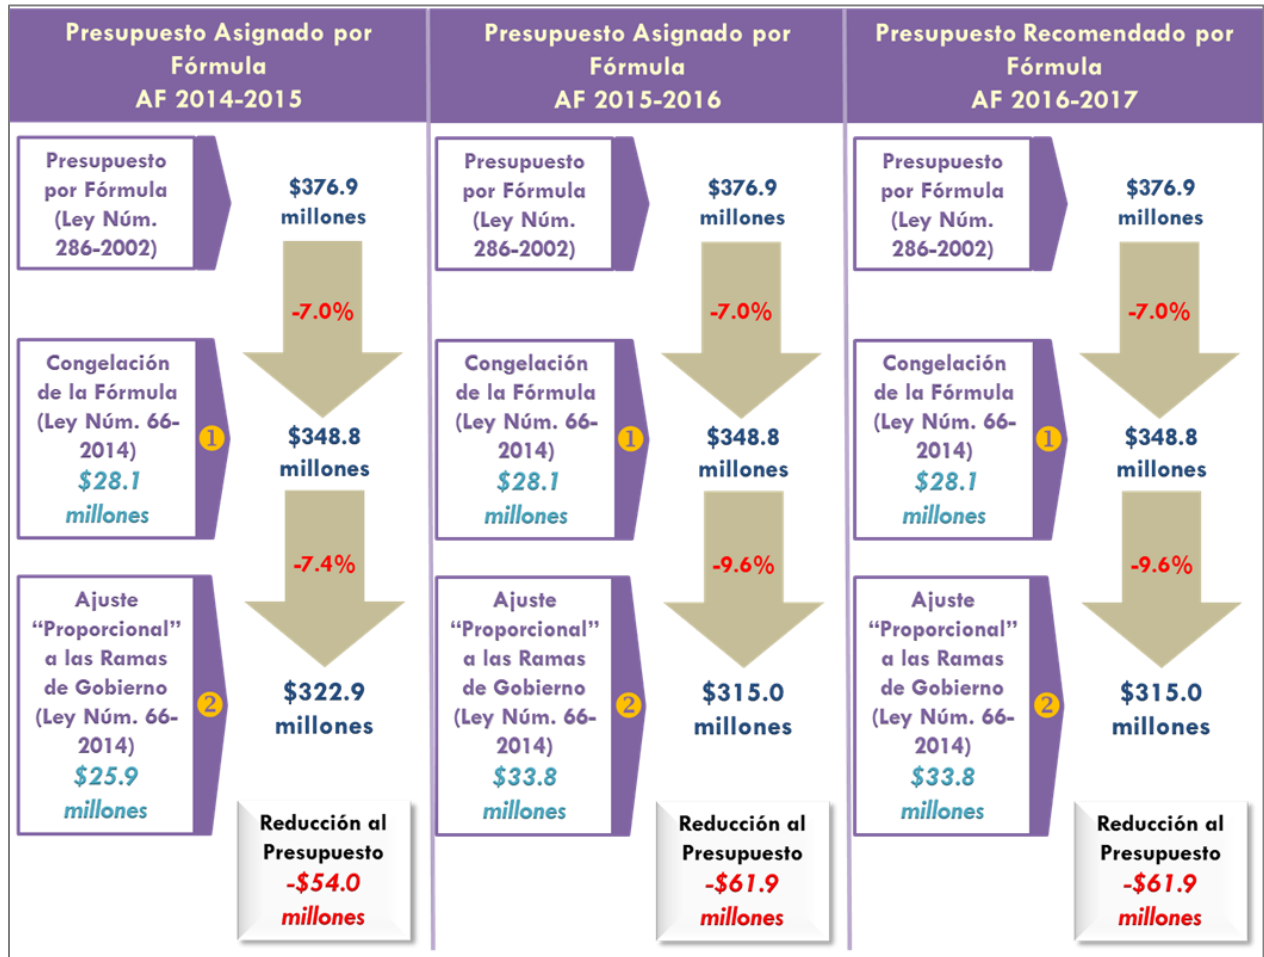 Presupuesto Asignado por
Fórmula
AF 2014-2015
Presupuesto
por Fórmula
(Ley Núm.
286-2002)
$376.9
millones
-7.0%
Congelación
de la Fórmula
(Ley Núm. 66-
2014)
$28.1
millones
1
$348.8
millones
-7.4%
Ajuste
“Proporcional”
a las Ramas
de Gobierno
(Ley Núm. 66-
2014)
$25.9
millones
2
$322.9
millones
Reducción al
Presupuesto
-$54.0
millones
Presupuesto Asignado por
Fórmula
AF 2015-2016
Presupuesto
por Fórmula
(Ley Núm.
286-2002)
$376.9
millones
-7.0%
Congelación
de la Fórmula
(Ley Núm. 66-
2014)
$28.1
millones
1
$348.8
millones
-9.6%
Ajuste
“Proporcional”
a las Ramas
de Gobierno
(Ley Núm. 66-
2014)
$33.8
millones
2
$315.0
millones
Reducción al
Presupuesto
-$61.9
millones
Presupuesto Recomendado por
Fórmula
AF 2016-2017
Presupuesto
por Fórmula
(Ley Núm.
286-2002)
$376.9
millones
-7.0%
Congelación
de la Fórmula
(Ley Núm. 66-
2014)
$28.1
millones
1
$348.8
millones
-9.6%
Ajuste
“Proporcional”
a las Ramas
de Gobierno
(Ley Núm. 66-
2014)
$33.8
millones
2
$315.0
millones
Reducción al
Presupuesto
-$61.9
millones